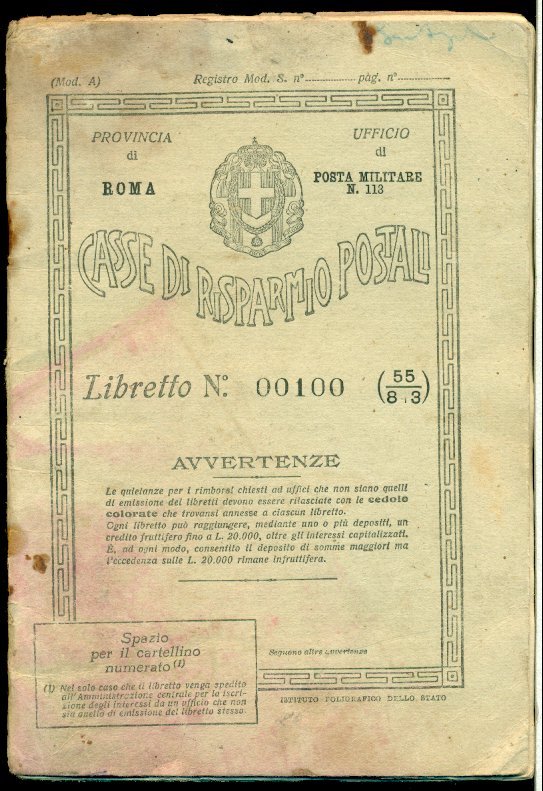 (Mod. A) Registro Mod. S. n° pàg. n°
PROVINCIA
di
ROMA
UFFICIO
di
POSTA MILITARE
N. 113
CASSE DI RISPARMIO POSTALI
Libretto N.° 00100 (55/8.3)
AVVERTENZE
Le quietanze per i rimborsi chiesti ad uffici che non siano quelli
di emissione dei libretti devono essere rilasciate con le cedole
colorate che trovansi annesse a ciascun libretto.
Ogni libretto può raggiungere, mediante uno o più depositi, un
credito fruttifero fino a L. 20.000, oltre gli interessi capitalizzati.
È, ad ogni modo, consentito il deposito di somme maggiori ma
l'eccedenza sulle L. 20.000 rimane infruttifera.
Spazio
per il cartellino
numerato (1)
(1) Nel solo caso che il libretto venga spedito
all'Amministrazione centrale per la iscri-
zione degli interessi da un ufficio che non
sia quello di emissione del libretto stesso.
Seguono altre avvertenze
ISTITUTO POLIGRAFICO DELLO STATO